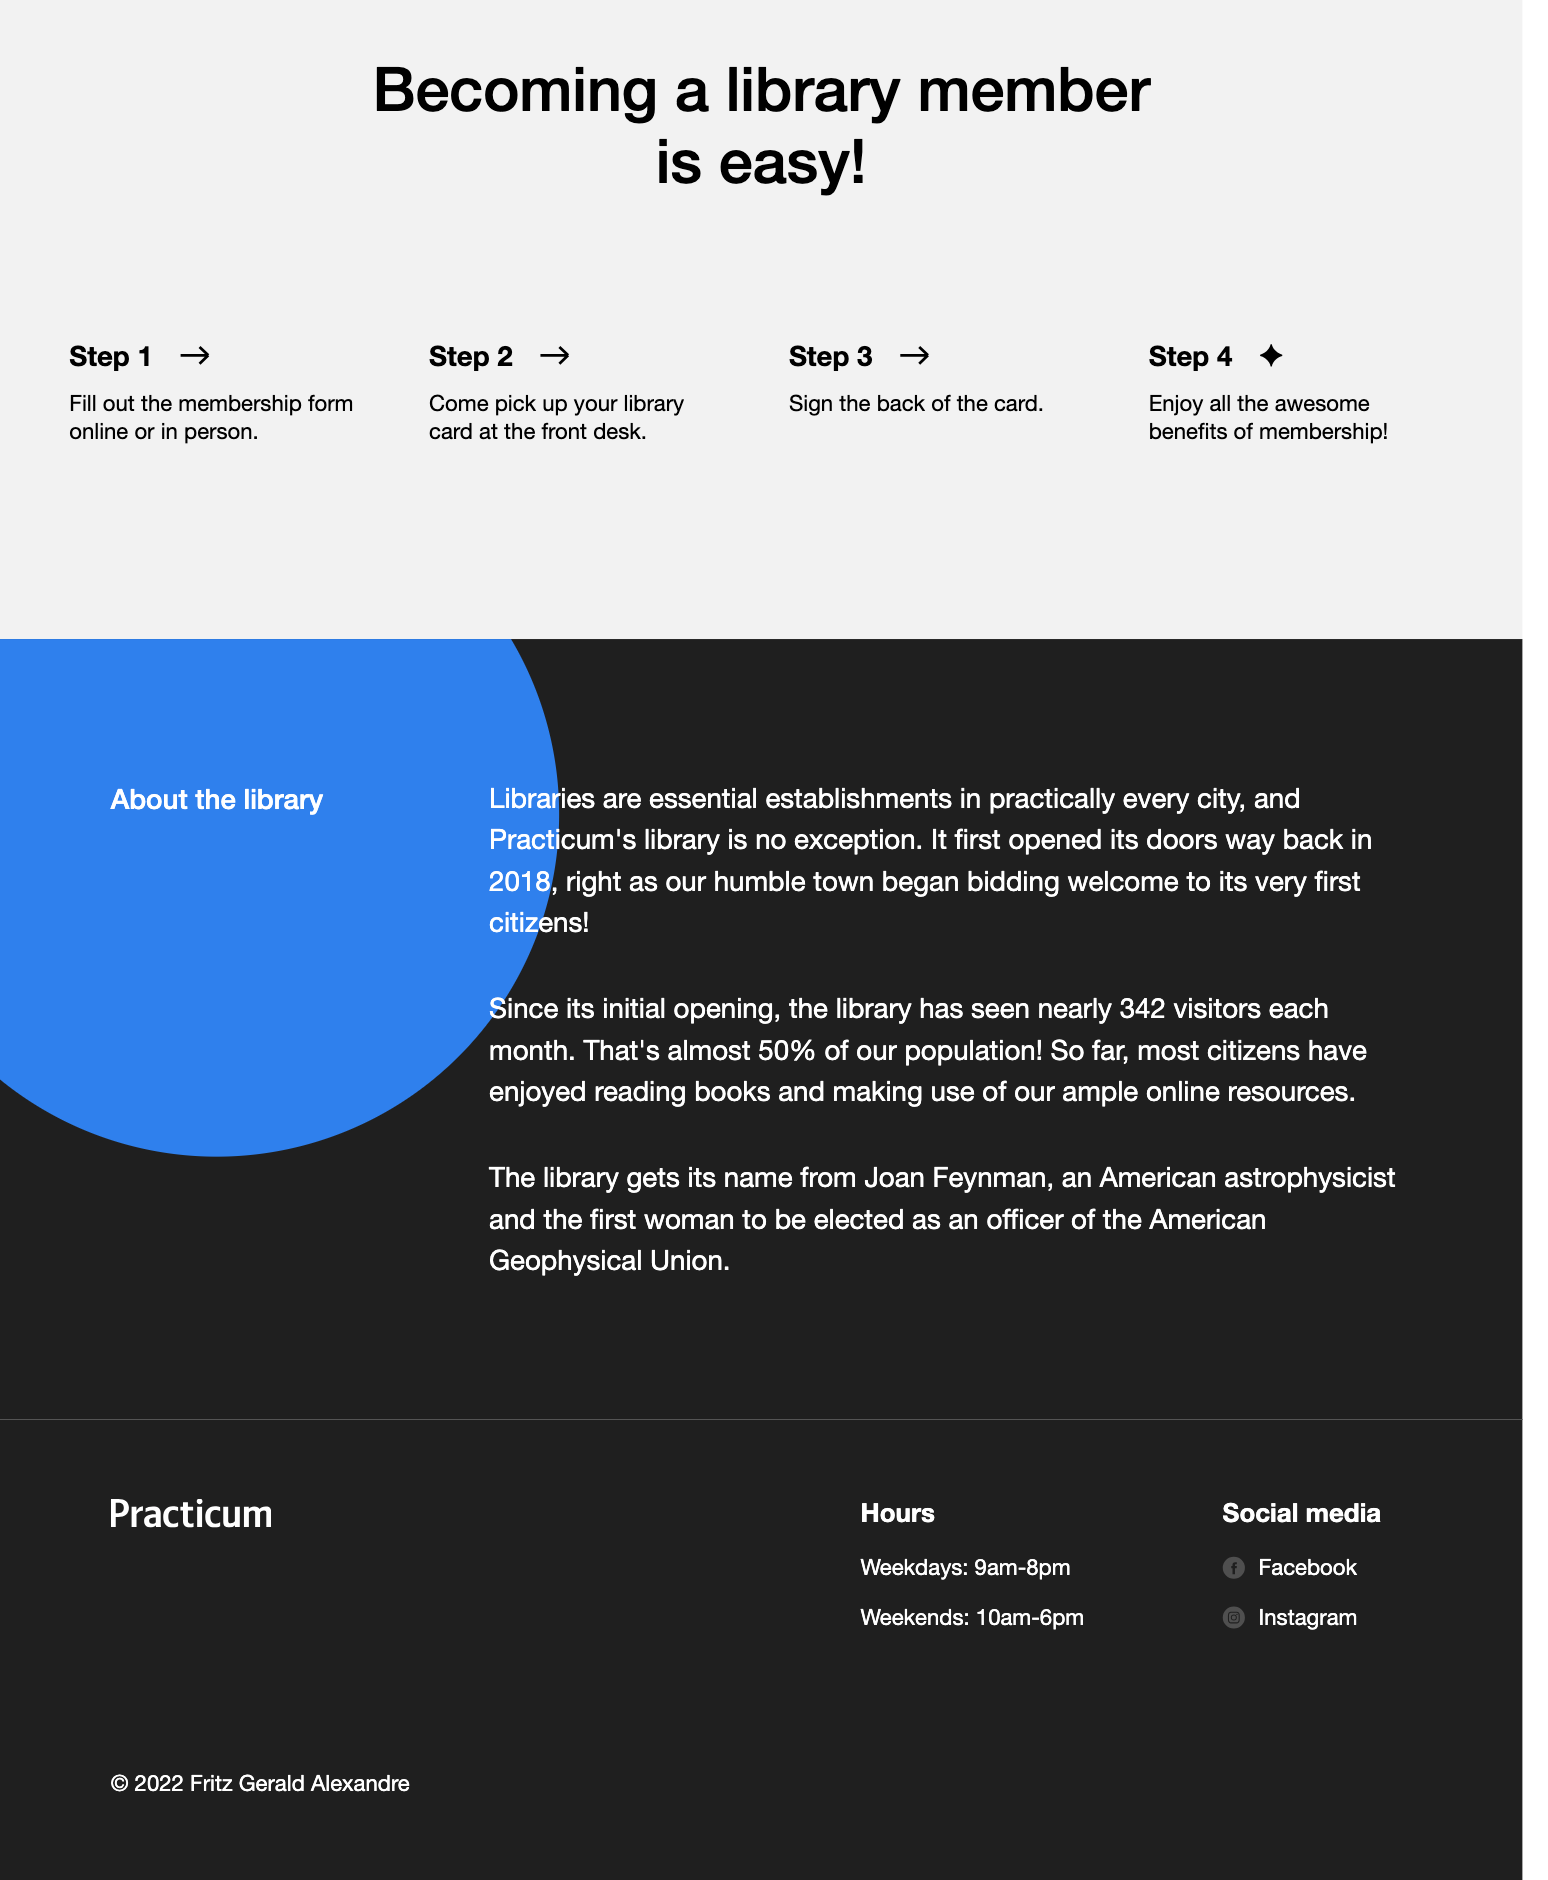 Becoming a library member
is easy!
Step 1
Fill out the membership form
online or in person.
Step 2
Come pick up your library
card at the front desk.
Step 3
Sign the back of the card.
Step 4
Enjoy all the awesome
benefits of membership!
About the library
Libraries are essential establishments in practically every city, and
Practicum's library is no exception. It first opened its doors way back in
2018, right as our humble town began bidding welcome to its very first
citizens!
Since its initial opening, the library has seen nearly 342 visitors each
month. That's almost 50% of our population! So far, most citizens have
enjoyed reading books and making use of our ample online resources.
The library gets its name from Joan Feynman, an American astrophysicist
and the first woman to be elected as an officer of the American
Geophysical Union.
Practicum
Hours
Weekdays: 9am-8pm
Weekends: 10am-6pm
Social media
Facebook
Instagram
© 2022 Fritz Gerald Alexandre